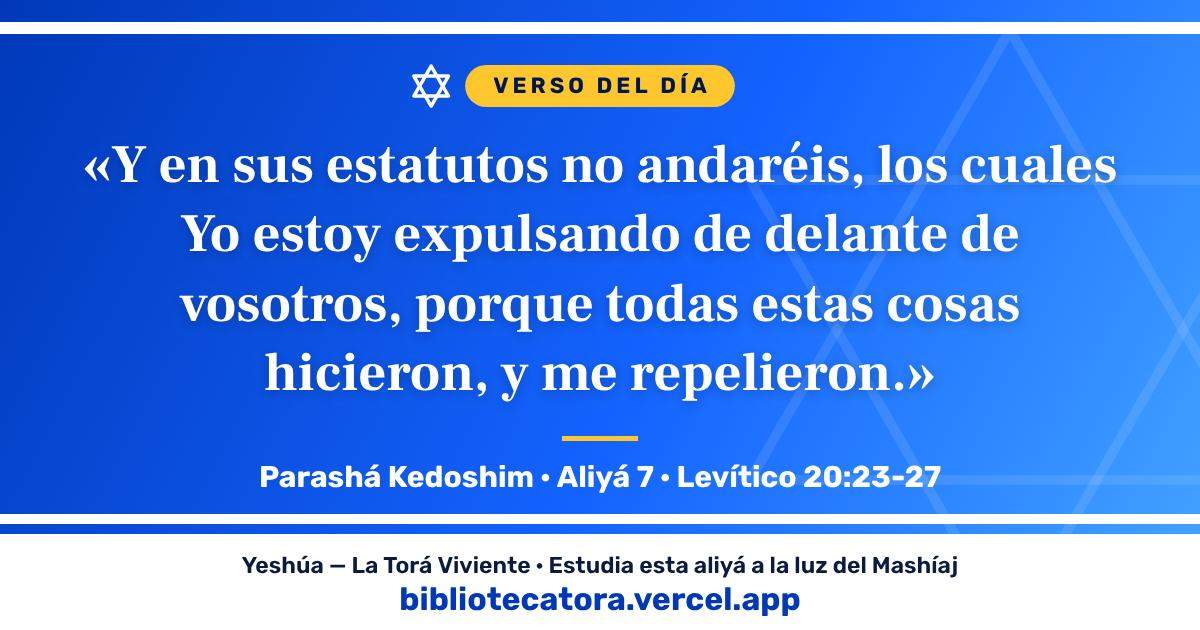 VERSO DEL DÍA
«Y en sus estatutos no andaréis, los cuales
Yo estoy expulsando de delante de
vosotros, porque todas estas cosas
hicieron, y me repelieron.»
Parashá Kedoshim • Aliyá 7 • Levítico 20:23-27
Yeshúa — La Torá Viviente • Estudia esta aliyá a la luz del Mashíaj
bibliotecatora.vercel.app